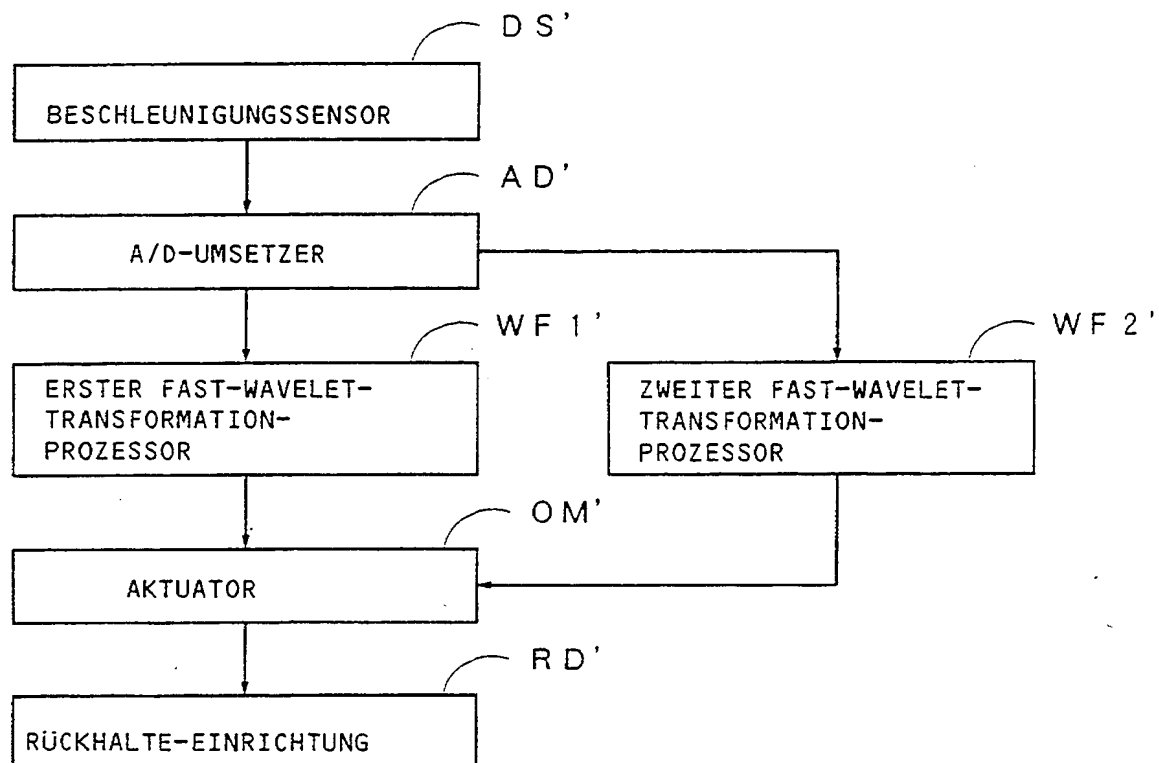 DS'
BESCHLEUNIGUNGSSENSOR
AD'
A/D-UMSETZER
WF1'
WF2'
ERSTER FAST-WAVELET-
TRANSFORMATION-
PROZESSOR
ZWEITER FAST-WAVELET-
TRANSFORMATION-
PROZESSOR
OM'
AKTUATOR
RD'
RÜCKHALTE-EINRICHTUNG